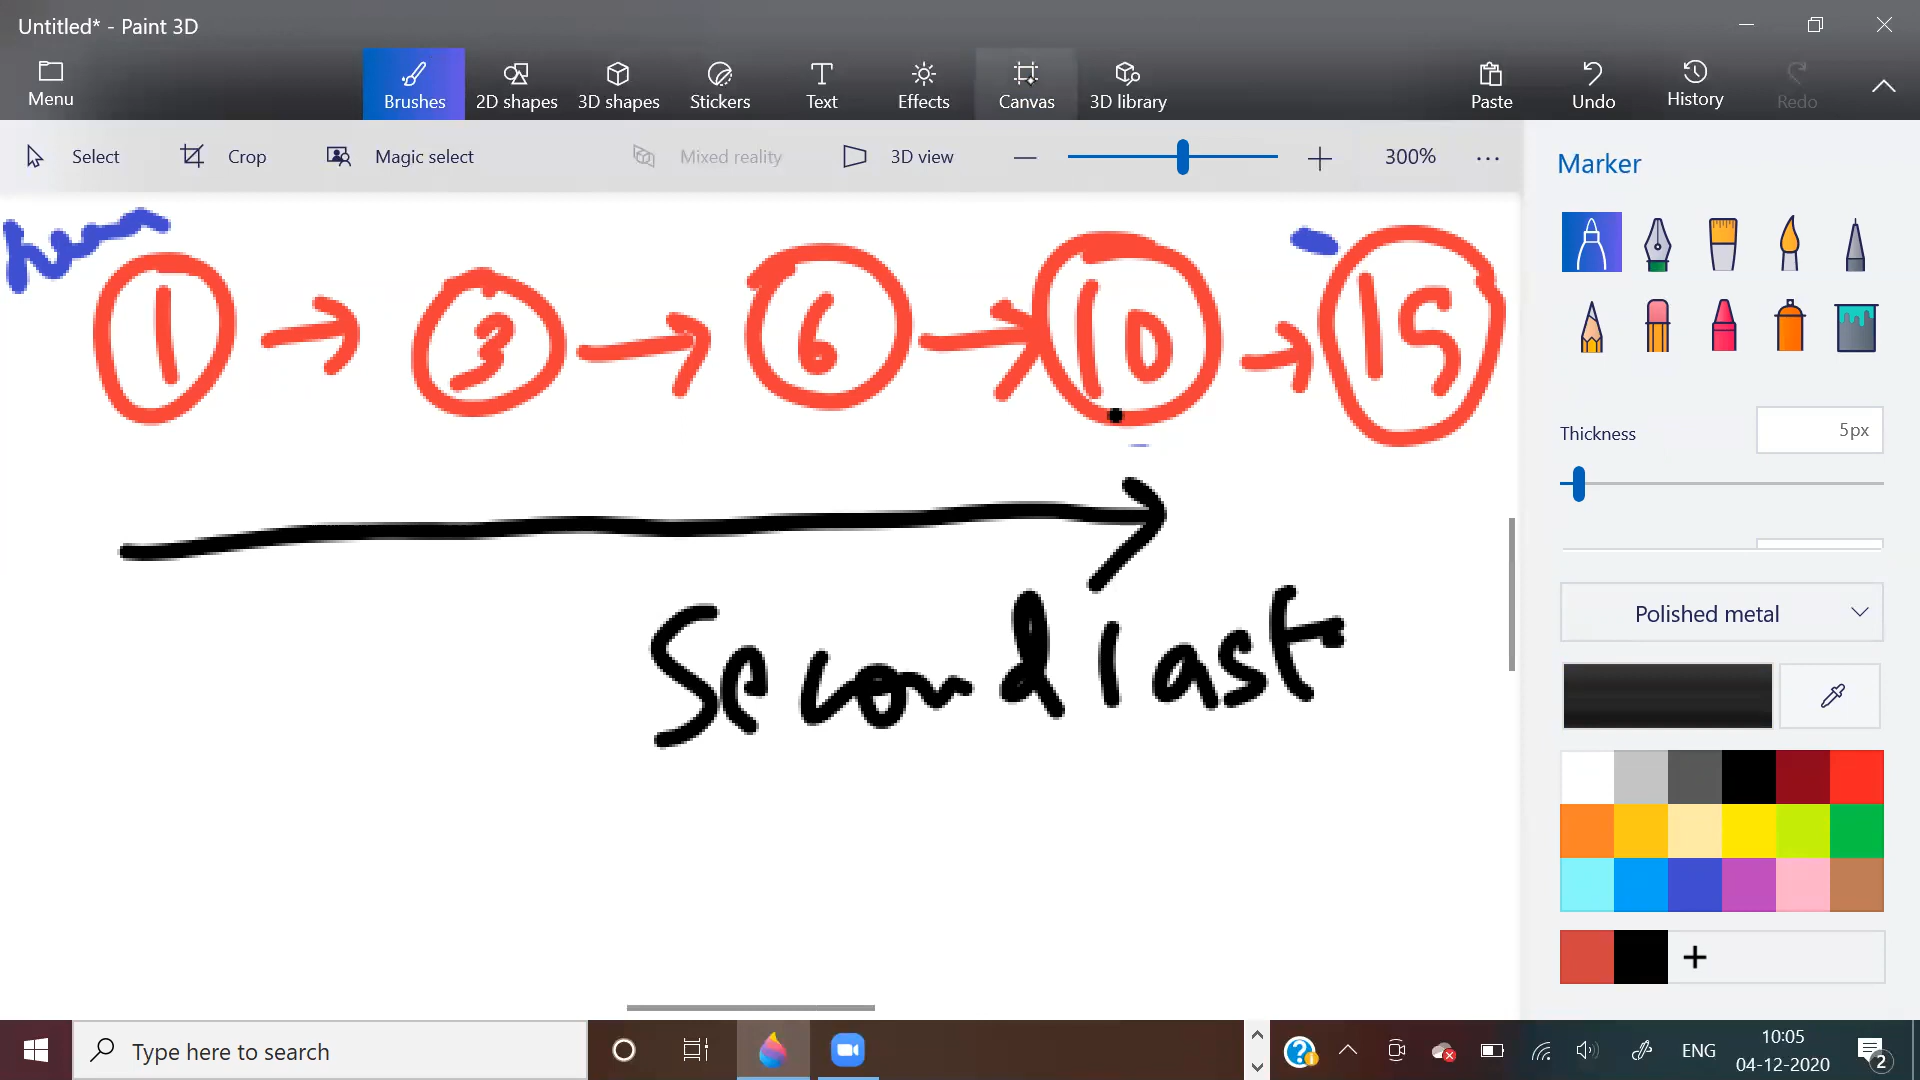 Untitled* - Paint 3D
Menu
Brushes
2D shapes
3D shapes
Stickers
Text
Effects
Canvas
3D library
Paste
Undo
History
Redo
Select
Crop
Magic select
Mixed reality
3D view
300%
Marker
1 → 3 → 6 → 10 → 15
Second last
Thickness
5px
Polished metal
Type here to search
ENG
10:05
04-12-2020
2